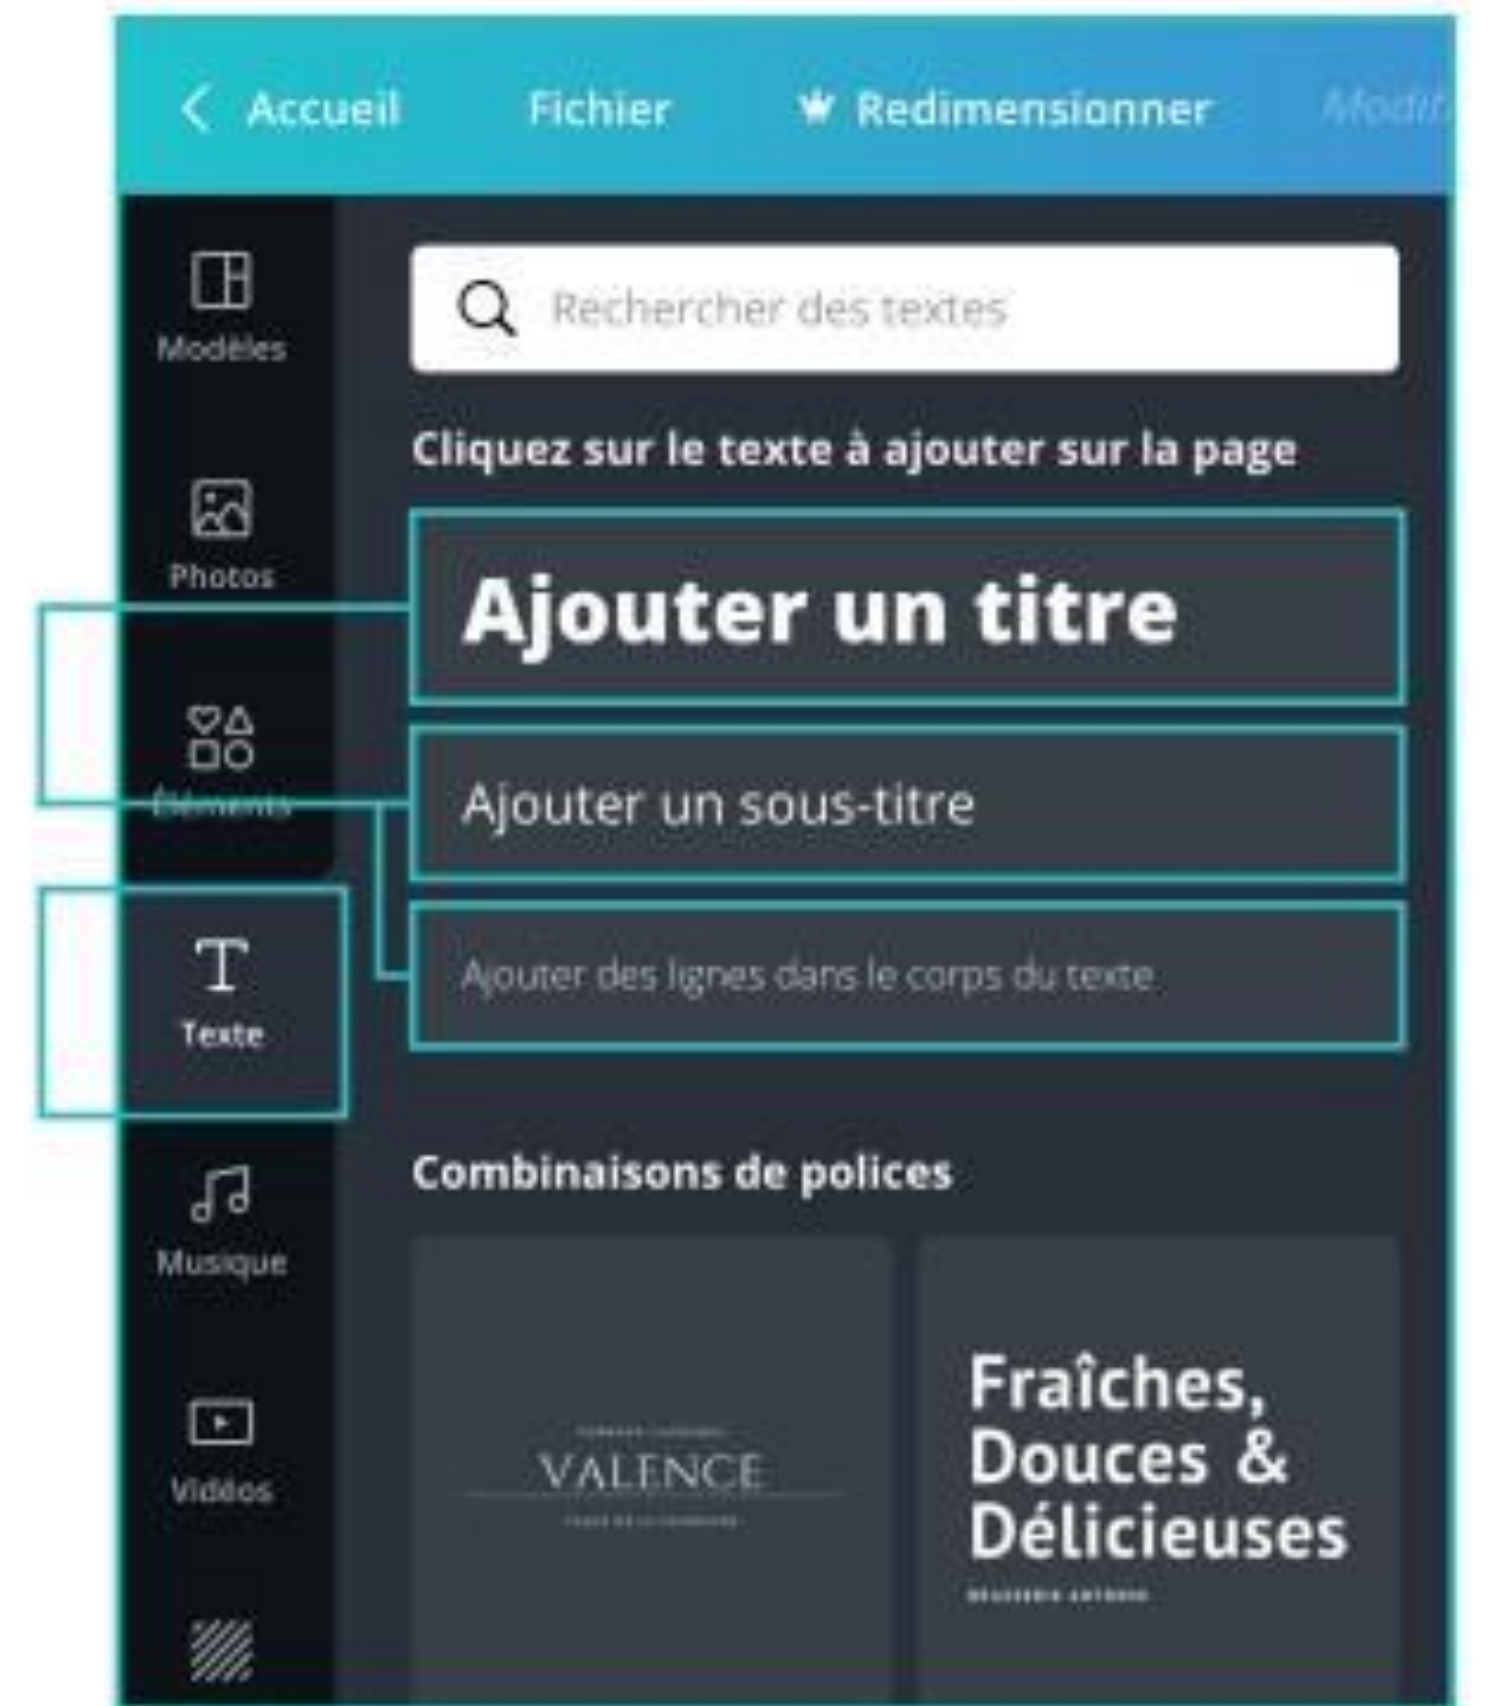 Accueil Fichier Redimensionner Modifi
Rechercher des textes
Modèles
Cliquez sur le texte à ajouter sur la page
Photos
Ajouter un titre
Éléments
Ajouter un sous-titre
Ajouter des lignes dans le corps du texte
Texte
Combinaisons de polices
Musique
Vidéos
VALENCE
Fraîches,
Douces &
Délicieuses